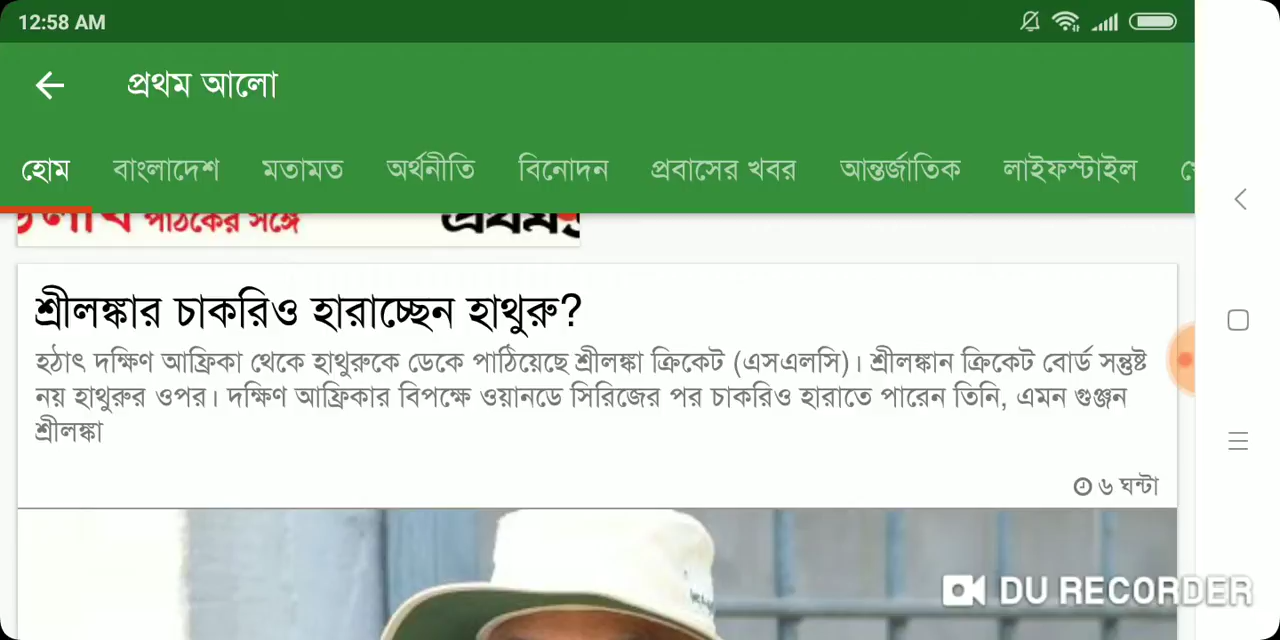 12:58 AM
প্রথম আলো
হোম বাংলাদেশ মতামত অর্থনীতি বিনোদন প্রবাসের খবর আন্তর্জাতিক লাইফস্টাইল
পাঠকের সঙ্গে
শ্রীলঙ্কার চাকরিও হারাচ্ছেন হাথুরু?
হঠাৎ দক্ষিণ আফ্রিকা থেকে হাথুরুকে ডেকে পাঠিয়েছে শ্রীলঙ্কা ক্রিকেট (এসএলসি)। শ্রীলঙ্কান ক্রিকেট বোর্ড সন্তুষ্ট
নয় হাথুরুর ওপর। দক্ষিণ আফ্রিকার বিপক্ষে ওয়ানডে সিরিজের পর চাকরিও হারাতে পারেন তিনি, এমন গুঞ্জন
শ্রীলঙ্কা
৬ ঘন্টা
DU RECORDER